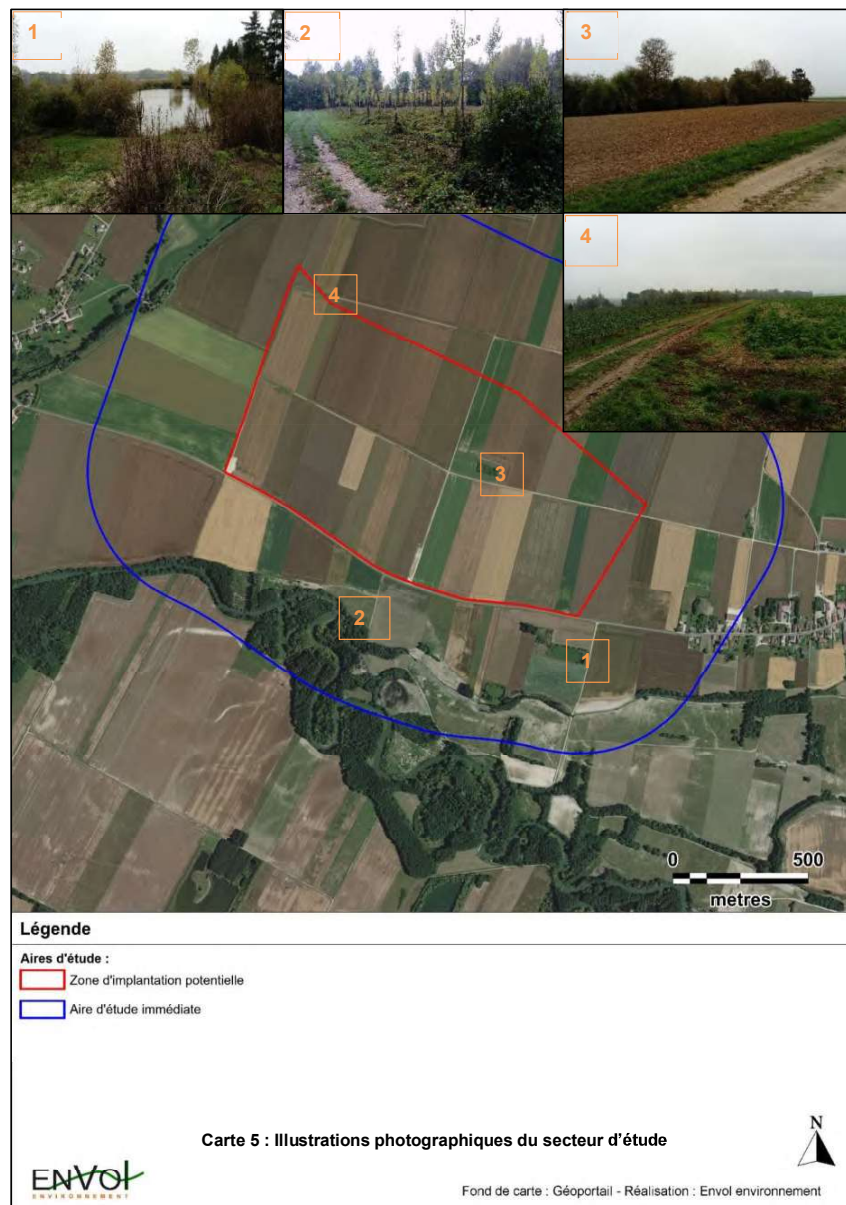 1
2
3
4
4
3
2
1
0 500
metres
Légende
Aires d'étude :
Zone d'implantation potentielle
Aire d'étude immédiate
N
Carte 5 : Illustrations photographiques du secteur d'étude
ENVOL
ENVIRONNEMENT
Fond de carte : Géoportail - Réalisation : Envol environnement